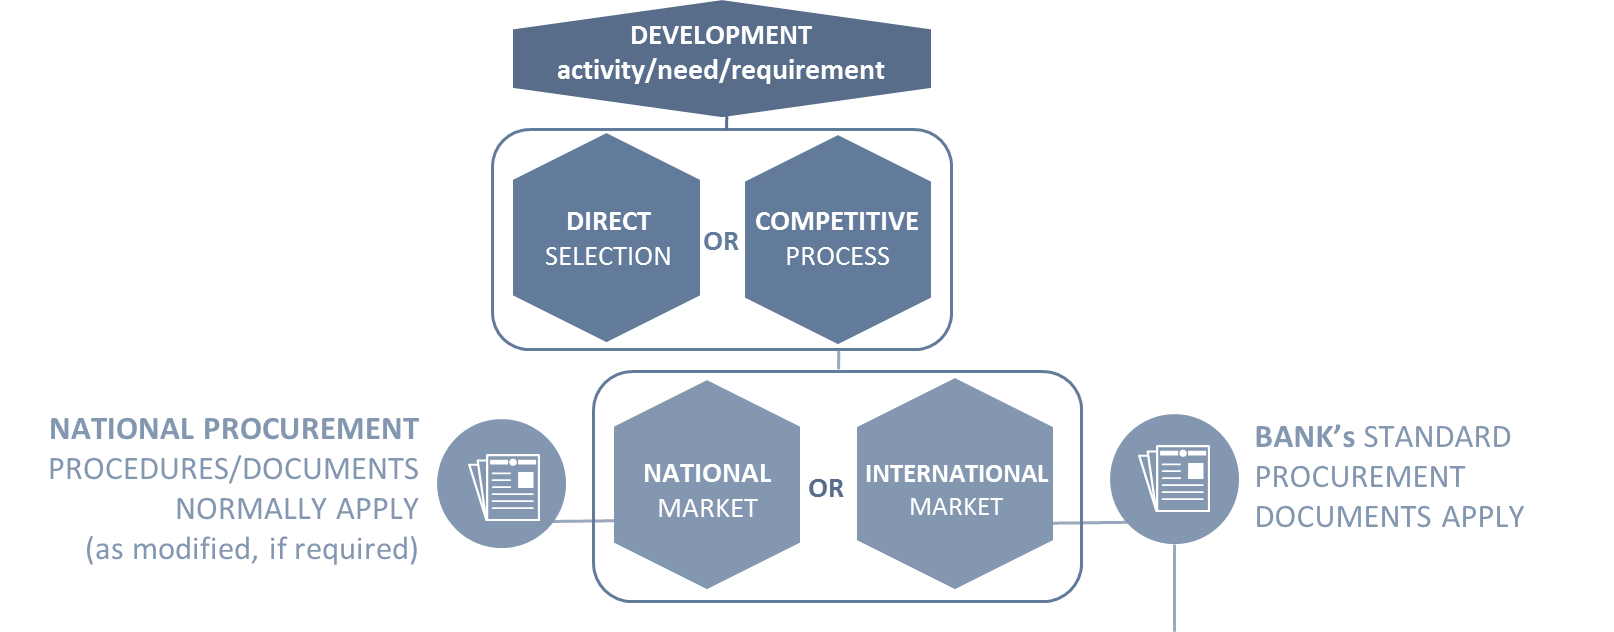 DEVELOPMENT
activity/need/requirement
DIRECT
SELECTION
OR
COMPETITIVE
PROCESS
NATIONAL PROCUREMENT
PROCEDURES/DOCUMENTS
NORMALLY APPLY
(as modified, if required)
NATIONAL
MARKET
OR
INTERNATIONAL
MARKET
BANK’s STANDARD
PROCUREMENT
DOCUMENTS APPLY